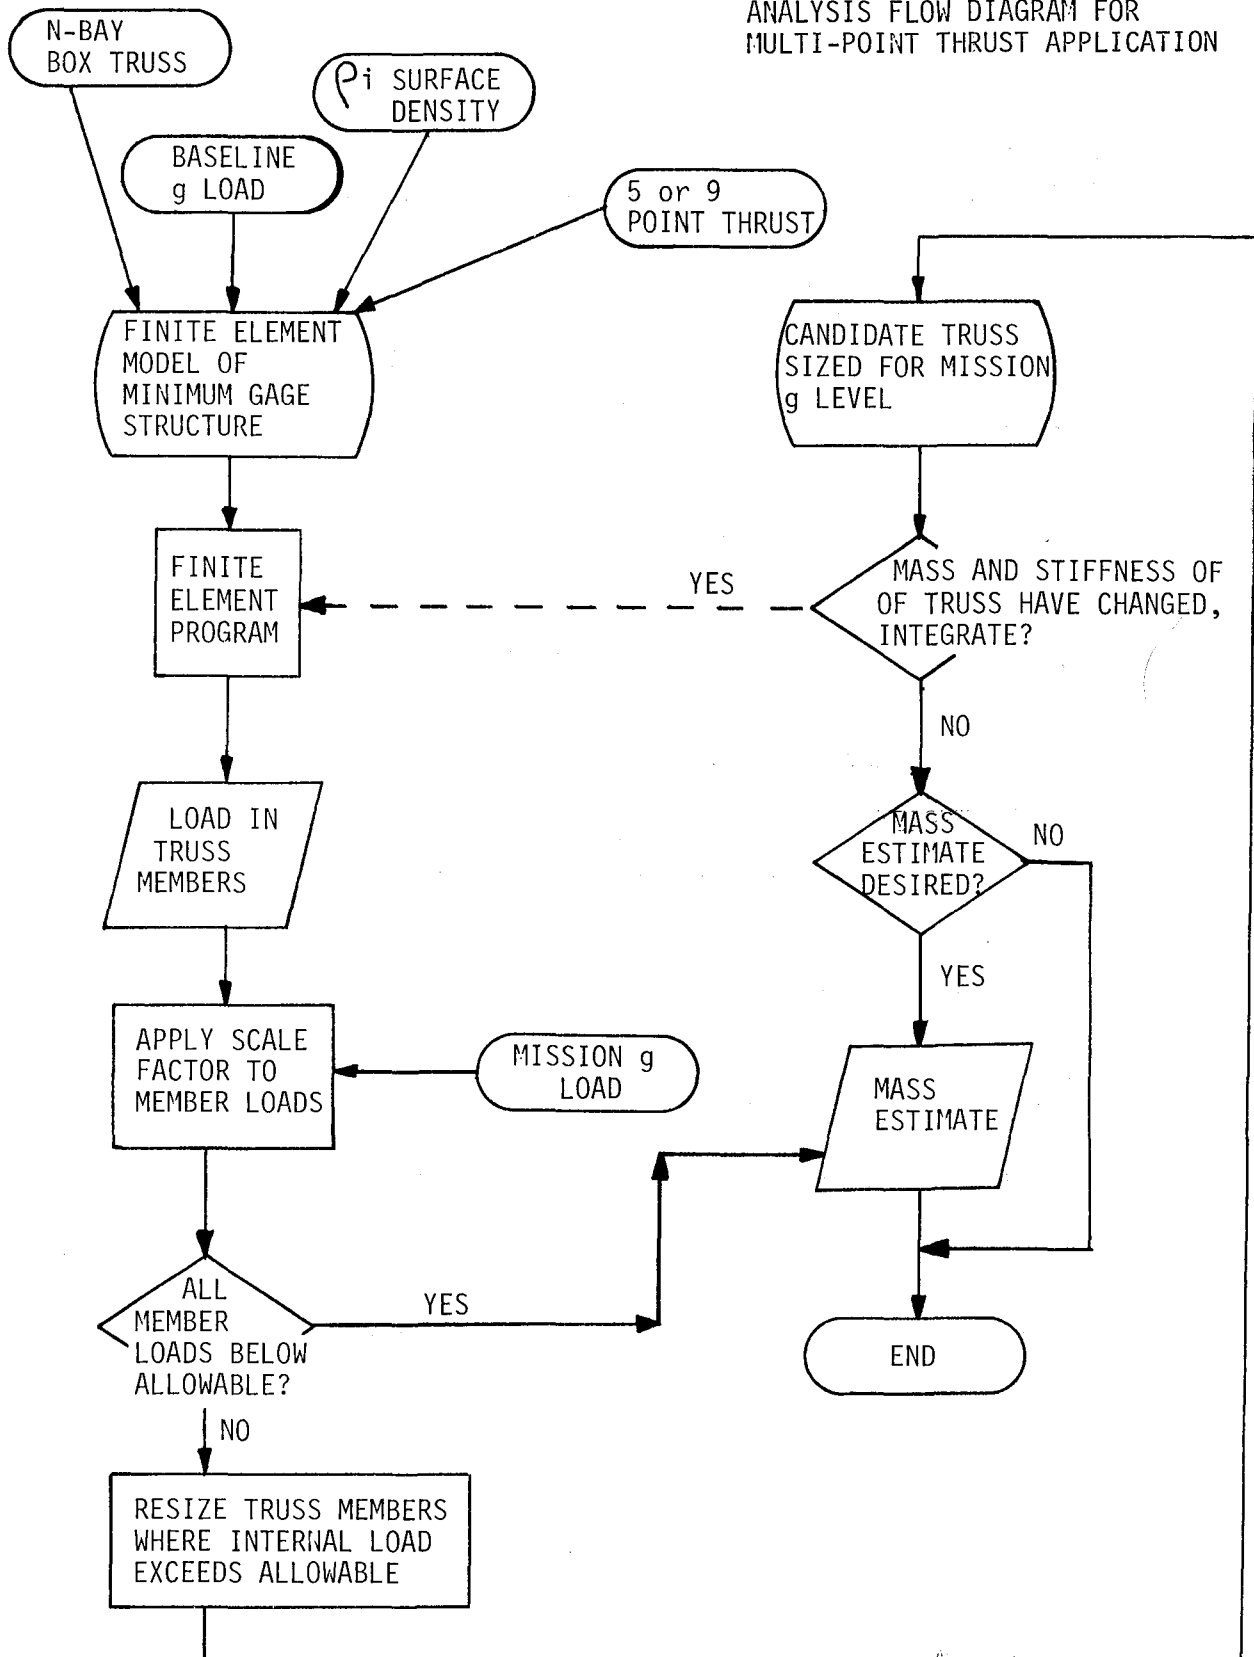 ANALYSIS FLOW DIAGRAM FOR
MULTI-POINT THRUST APPLICATION
N-BAY
BOX TRUSS
ρi SURFACE
DENSITY
BASELINE
g LOAD
5 or 9
POINT THRUST
FINITE ELEMENT
MODEL OF
MINIMUM GAGE
STRUCTURE
FINITE
ELEMENT
PROGRAM
LOAD IN
TRUSS
MEMBERS
APPLY SCALE
FACTOR TO
MEMBER LOADS
MISSION g
LOAD
ALL
MEMBER
LOADS BELOW
ALLOWABLE?
YES
NO
RESIZE TRUSS MEMBERS
WHERE INTERNAL LOAD
EXCEEDS ALLOWABLE
CANDIDATE TRUSS
SIZED FOR MISSION
g LEVEL
MASS AND STIFFNESS OF
OF TRUSS HAVE CHANGED,
INTEGRATE?
YES
NO
MASS
ESTIMATE
DESIRED?
NO
YES
MASS
ESTIMATE
END